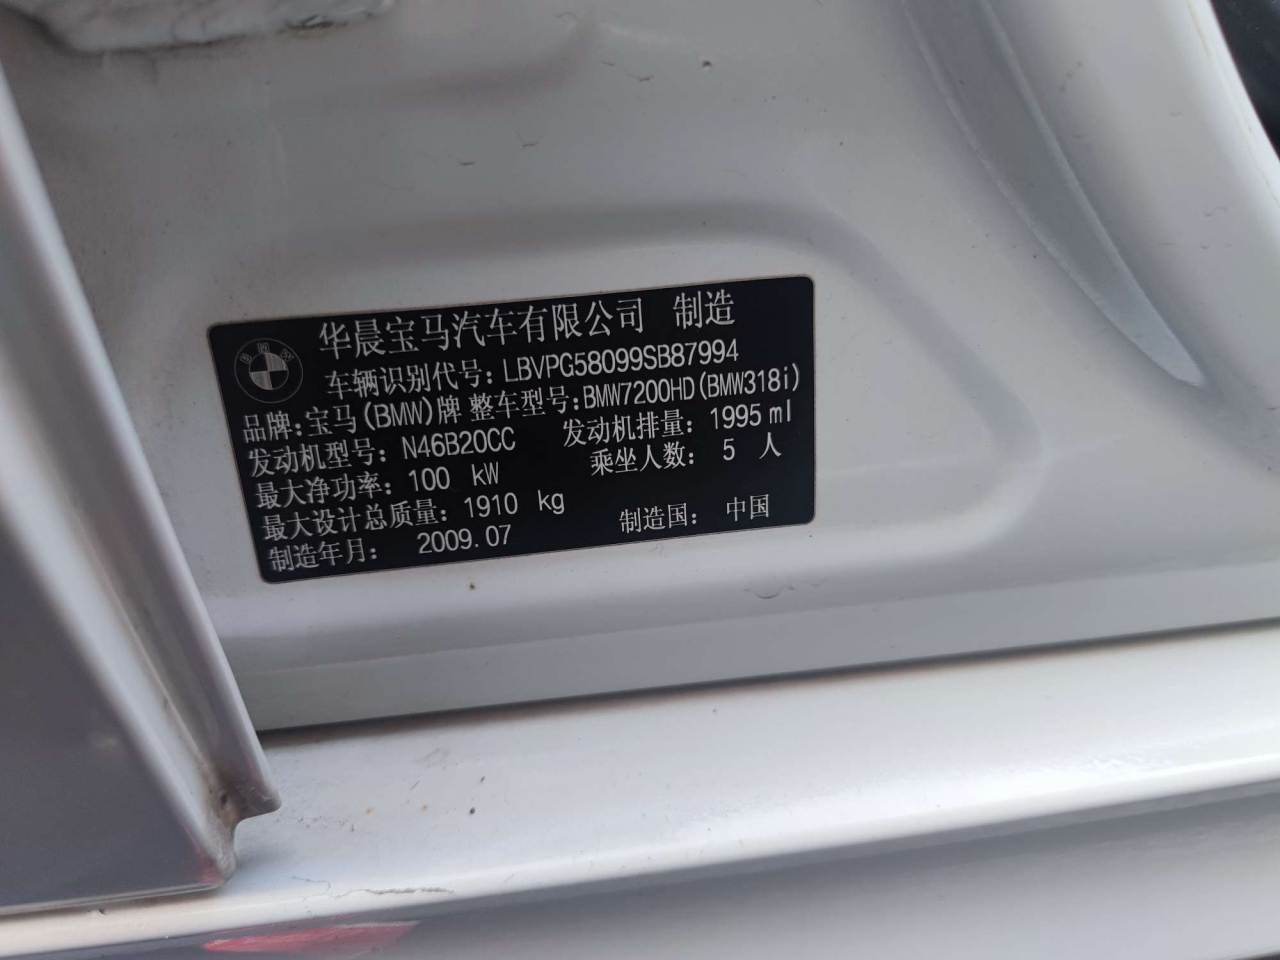 BMW
华晨宝马汽车有限公司 制造
车辆识别代号: LBVPG58099SB87994
品牌: 宝马(BMW)牌 整车型号: BMW7200HD(BMW318i)
发动机型号: N46B20CC 发动机排量: 1995ml
最大净功率: 100 kW 乘坐人数: 5 人
最大设计总质量: 1910 kg
制造年月: 2009.07 制造国: 中国